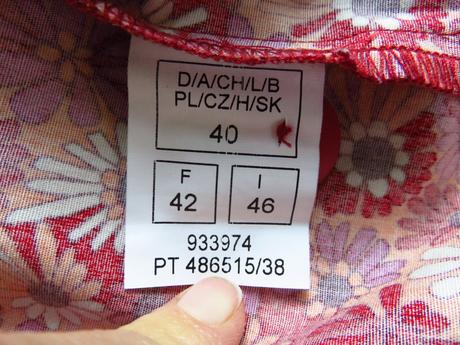 D/A/CH/L/B
PL/CZ/H/SK
40
F I
42 46
933974
PT 486515/38